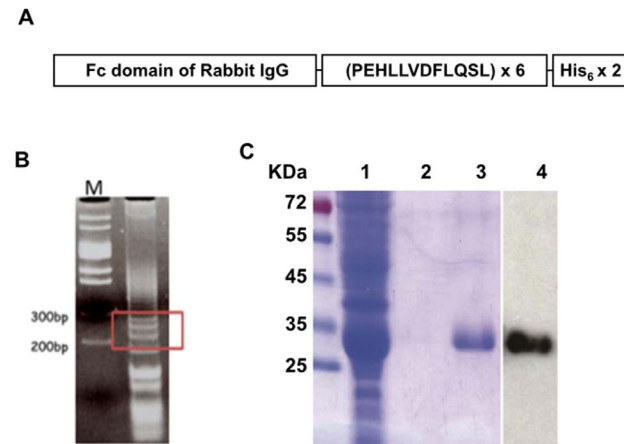 A
Fc domain of Rabbit IgG (PEHLLVDFLQSL) x 6 His6 x 2
B
M
300bp
200bp
C
KDa 1 2 3 4
72
55
45
35
25